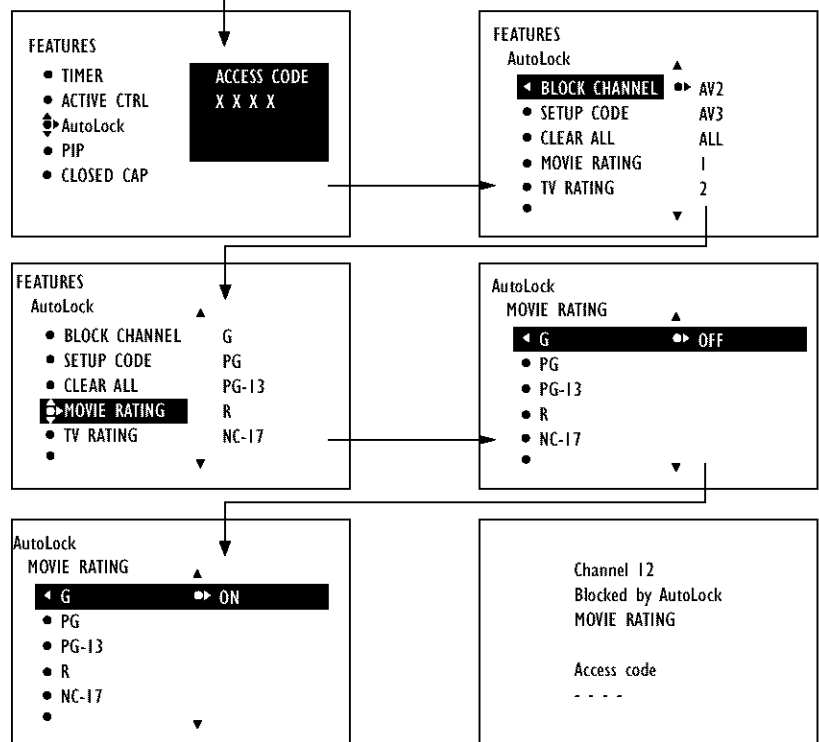 FEATURES
TIMER
ACTIVE CTRL
AutoLock
PIP
CLOSED CAP
ACCESS CODE
X X X X
FEATURES
AutoLock
BLOCK CHANNEL AV2
SETUP CODE AV3
CLEAR ALL ALL
MOVIE RATING 1
TV RATING 2
FEATURES
AutoLock
BLOCK CHANNEL G
SETUP CODE PG
CLEAR ALL PG-13
MOVIE RATING R
TV RATING NC-17
AutoLock
MOVIE RATING
G OFF
PG
PG-13
R
NC-17
AutoLock
MOVIE RATING
G ON
PG
PG-13
R
NC-17
Channel 12
Blocked by AutoLock
MOVIE RATING
Access code
- - - -